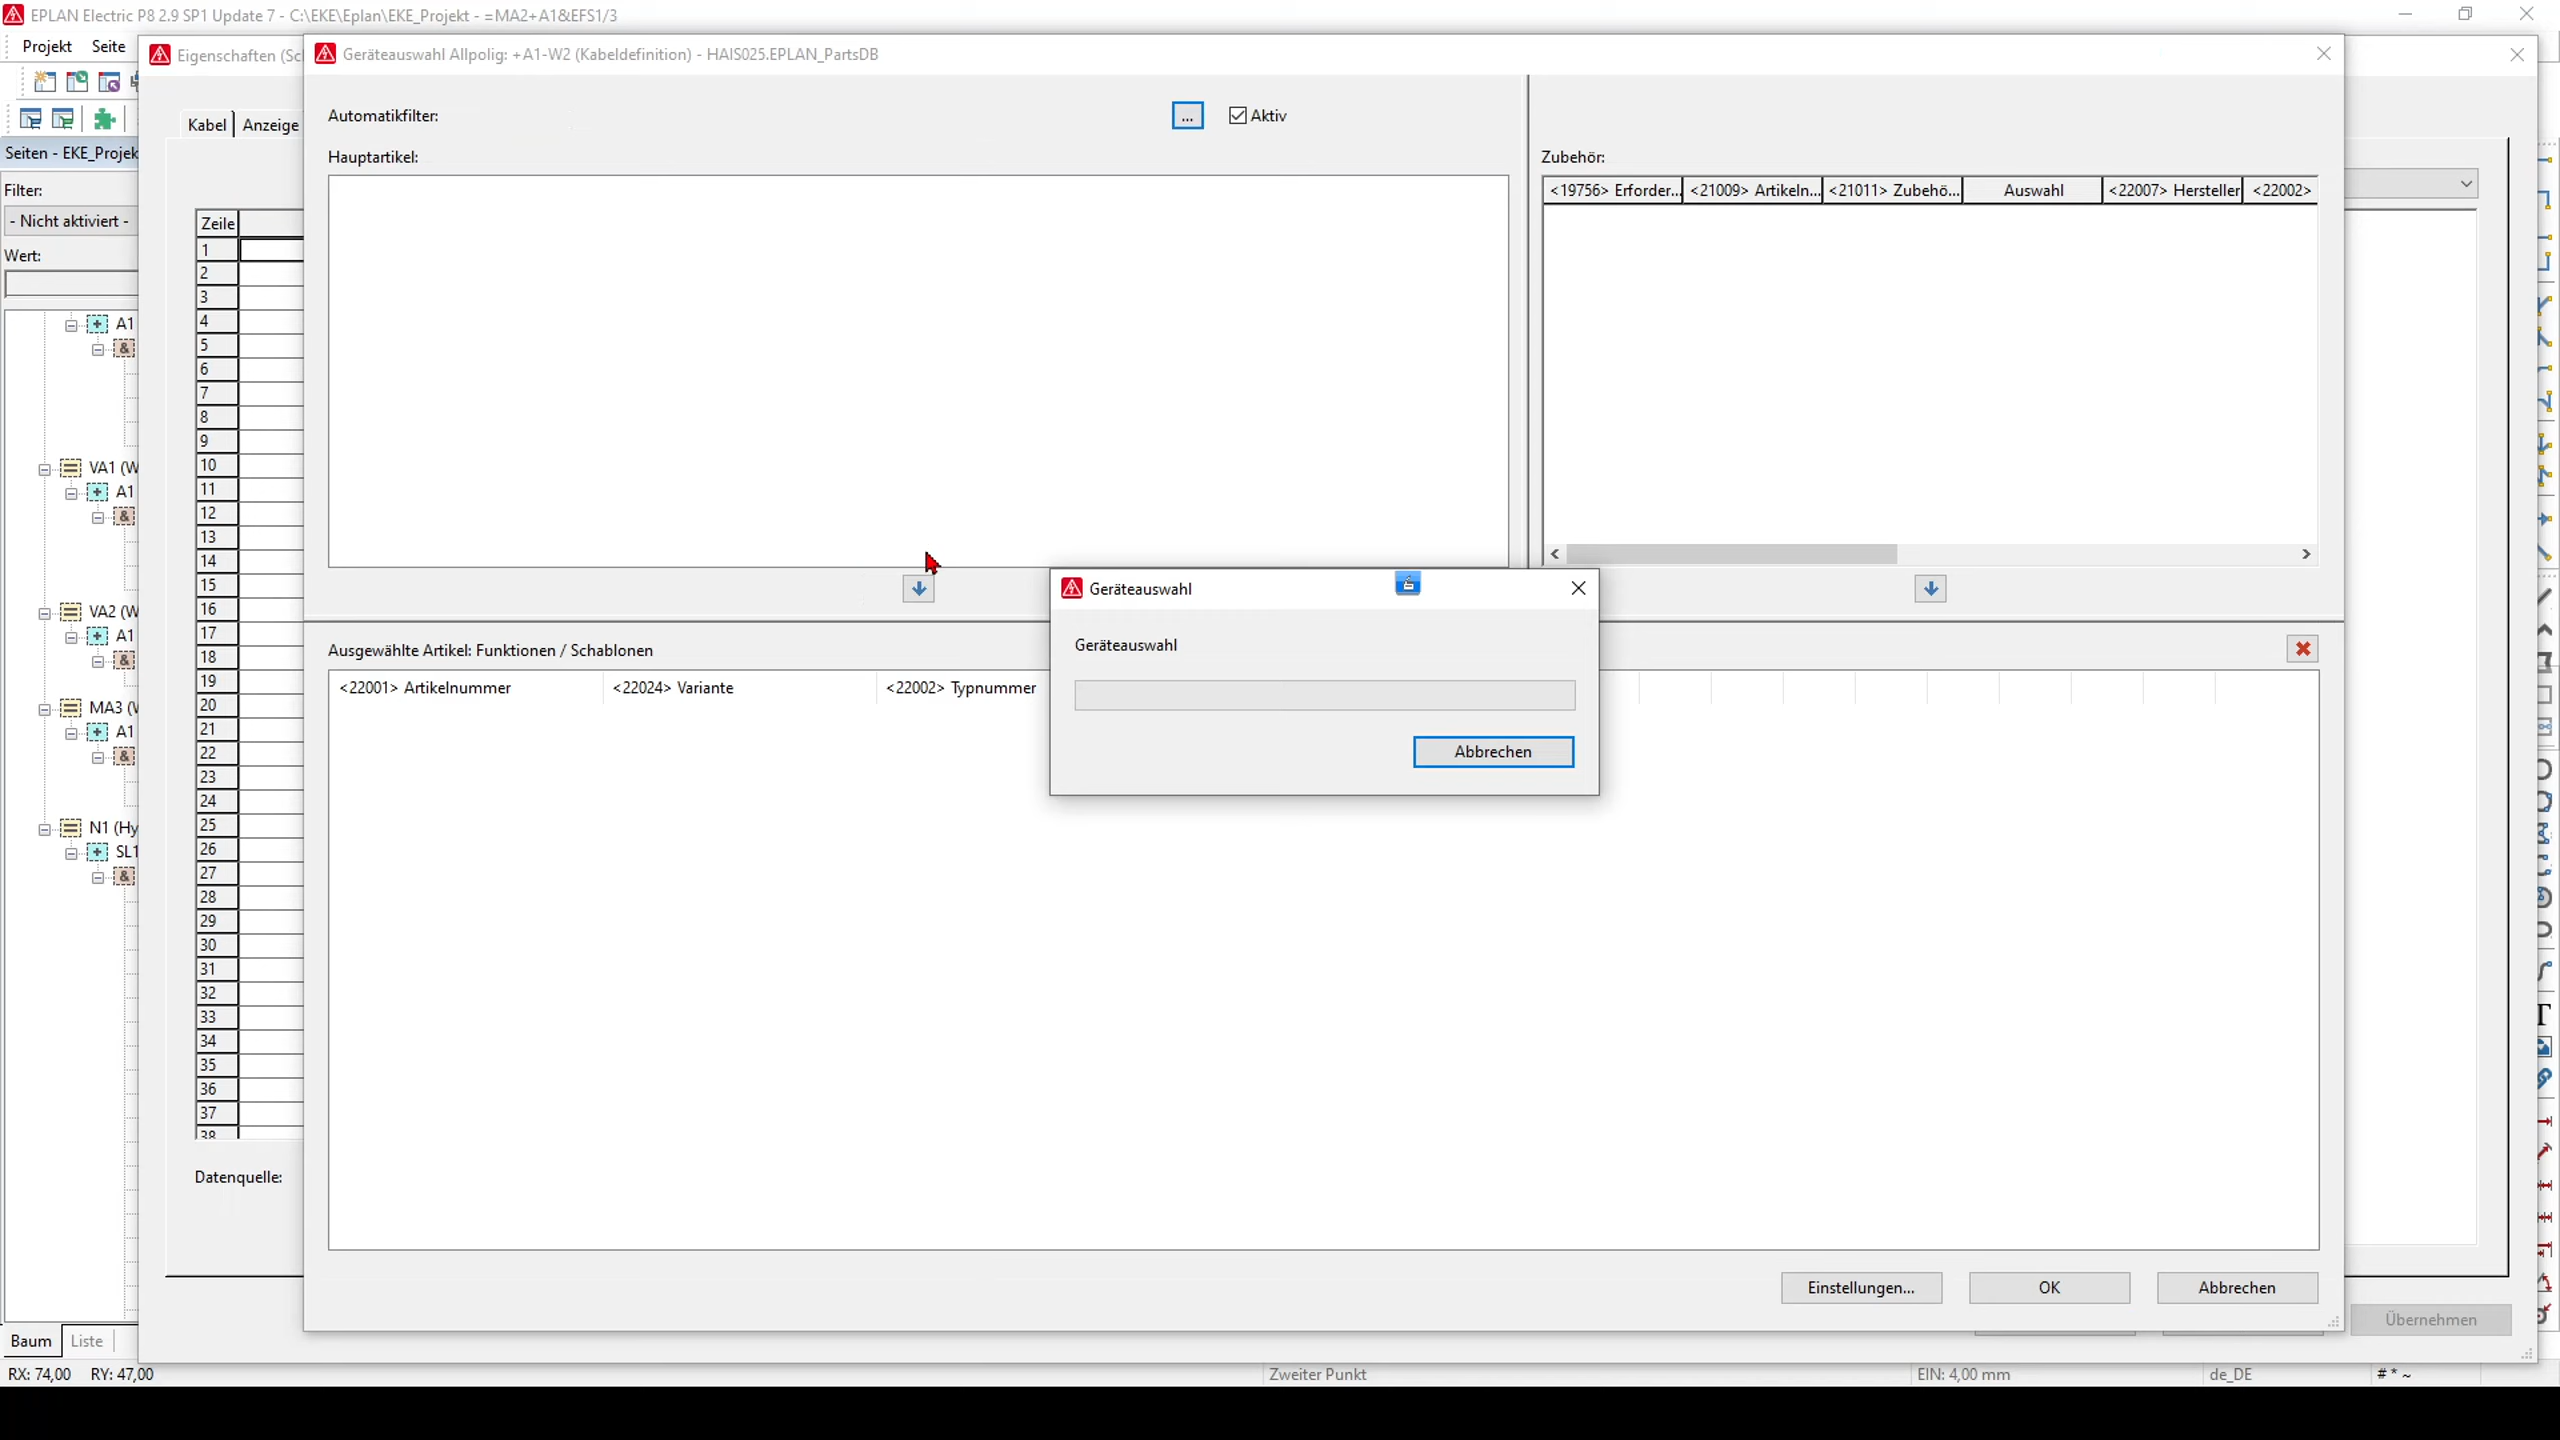 EPLAN Electric P8 2.9 SP1 Update 7 - C:\EKE\Eplan\EKE_Projekt - =MA2+A1&EFS1/3
Projekt Seite
Eigenschaften (Sc
Geräteauswahl Allpolig: +A1-W2 (Kabeldefinition) - HAIS025.EPLAN_PartsDB
Kabel Anzeige
Automatikfilter:
...
Aktiv
Seiten - EKE_Projek
Hauptartikel:
Zubehör:
Filter:
- Nicht aktiviert -
Wert:
<19756> Erforder... <21009> Artikeln... <21011> Zubehö... Auswahl <22007> Hersteller <22002>
Zeile
1
2
3
4
5
6
7
8
9
10
11
12
13
14
15
16
17
18
19
20
21
22
23
24
25
26
27
28
29
30
31
32
33
34
35
36
37
38
A1
&
VA1 (W
A1
&
VA2 (W
A1
&
MA3 (W
A1
&
N1 (Hy
SL1
&
Geräteauswahl
Geräteauswahl
Abbrechen
Ausgewählte Artikel: Funktionen / Schablonen
<22001> Artikelnummer <22024> Variante <22002> Typnummer
Datenquelle:
Einstellungen... OK Abbrechen
Übernehmen
Baum Liste
RX: 74,00 RY: 47,00 Zweiter Punkt EIN: 4,00 mm de_DE # * ~
T